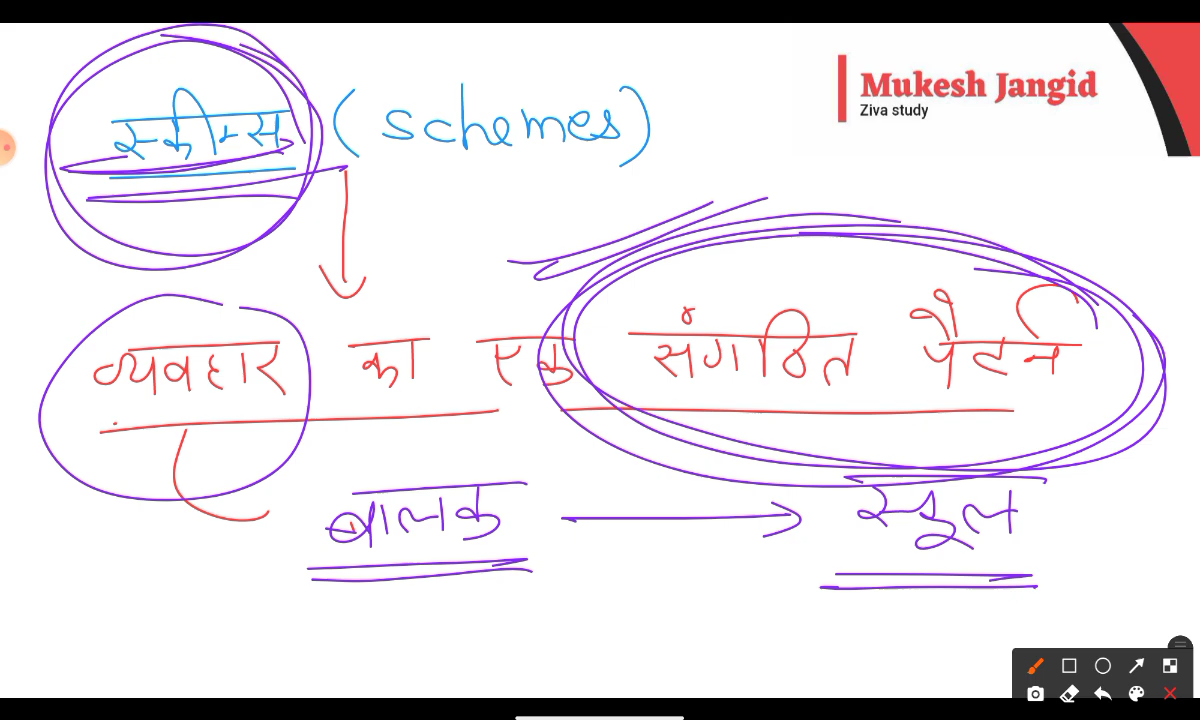 स्कीम्स (schemes)
Mukesh Jangid
Ziva study
व्यवहार का एक संगठित पैटर्न
बालक → स्कूल